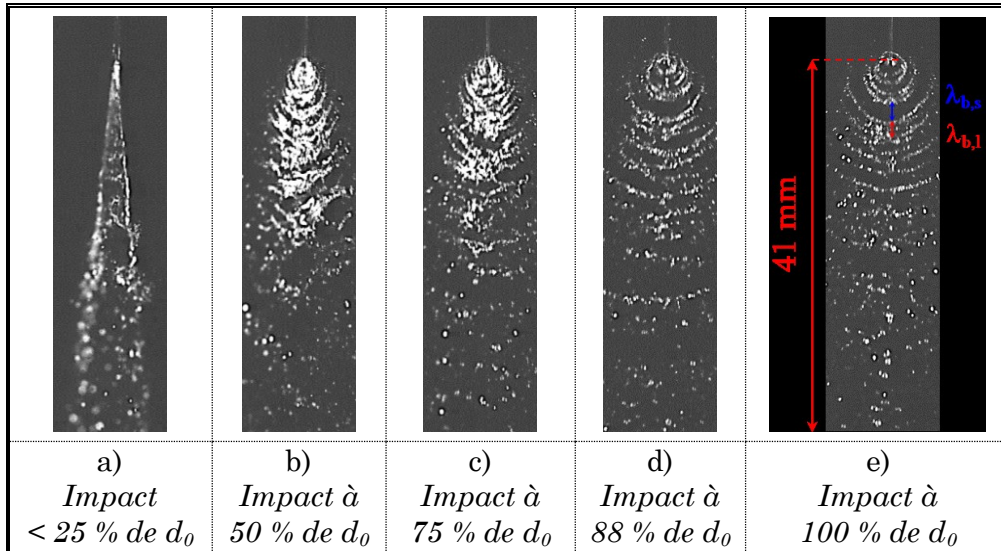 λb,s
λb,l
41 mm
a)
Impact
< 25 % de d0
b)
Impact à
50 % de d0
c)
Impact à
75 % de d0
d)
Impact à
88 % de d0
e)
Impact à
100 % de d0